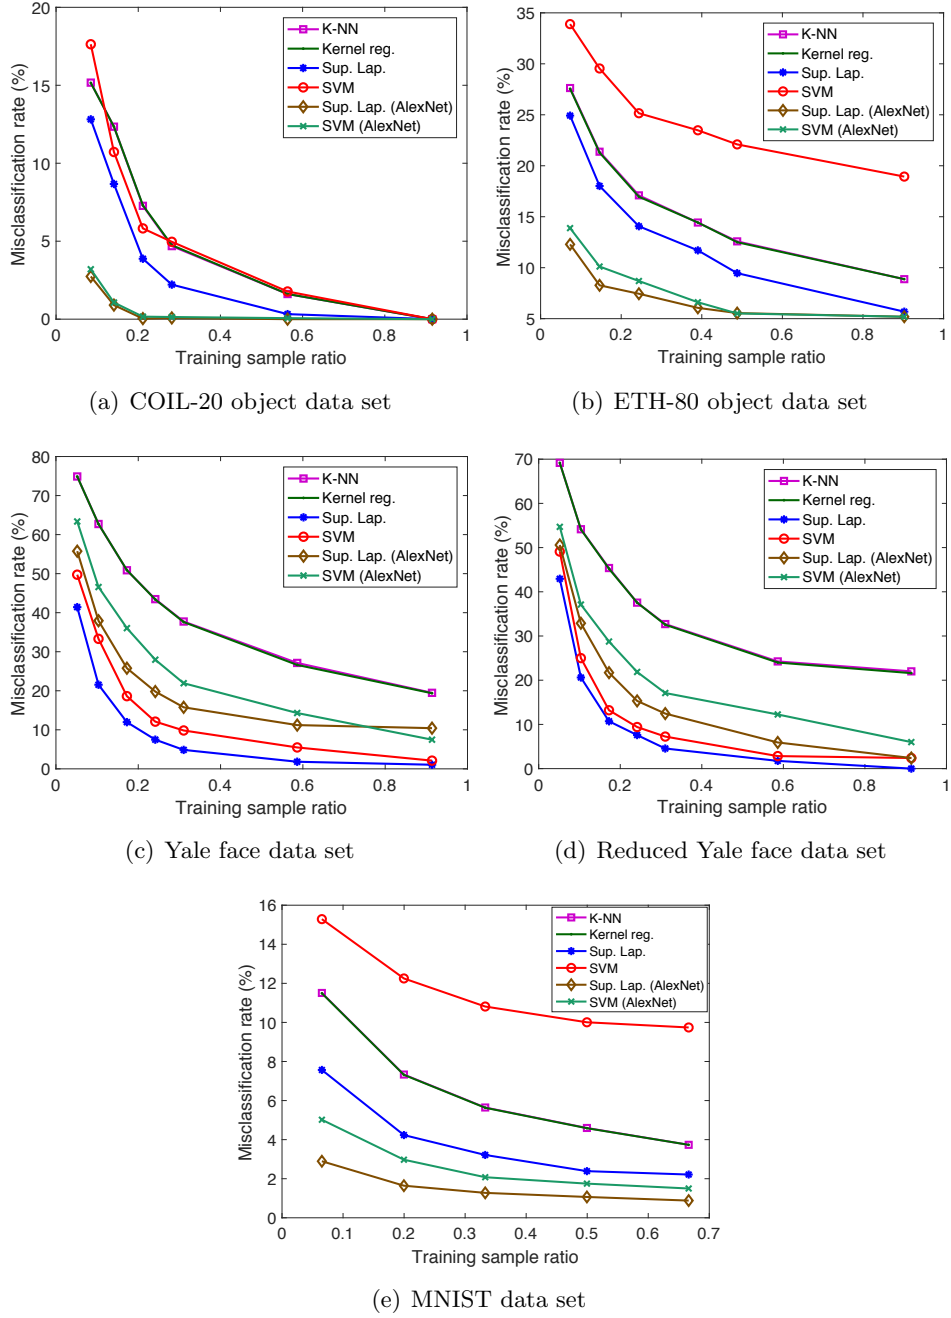 20
15
10
5
0
0
0.2
0.4
0.6
0.8
1
Misclassification rate (%)
Training sample ratio
K-NN
Kernel reg.
Sup. Lap.
SVM
Sup. Lap. (AlexNet)
SVM (AlexNet)
(a) COIL-20 object data set
35
30
25
20
15
10
5
0
0.2
0.4
0.6
0.8
1
Misclassification rate (%)
Training sample ratio
K-NN
Kernel reg.
Sup. Lap.
SVM
Sup. Lap. (AlexNet)
SVM (AlexNet)
(b) ETH-80 object data set
80
70
60
50
40
30
20
10
0
0
0.2
0.4
0.6
0.8
1
Misclassification rate (%)
Training sample ratio
K-NN
Kernel reg.
Sup. Lap.
SVM
Sup. Lap. (AlexNet)
SVM (AlexNet)
(c) Yale face data set
70
60
50
40
30
20
10
0
0
0.2
0.4
0.6
0.8
1
Misclassification rate (%)
Training sample ratio
K-NN
Kernel reg.
Sup. Lap.
SVM
Sup. Lap. (AlexNet)
SVM (AlexNet)
(d) Reduced Yale face data set
16
14
12
10
8
6
4
2
0
0
0.1
0.2
0.3
0.4
0.5
0.6
0.7
Misclassification rate (%)
Training sample ratio
K-NN
Kernel reg.
Sup. Lap.
SVM
Sup. Lap. (AlexNet)
SVM (AlexNet)
(e) MNIST data set